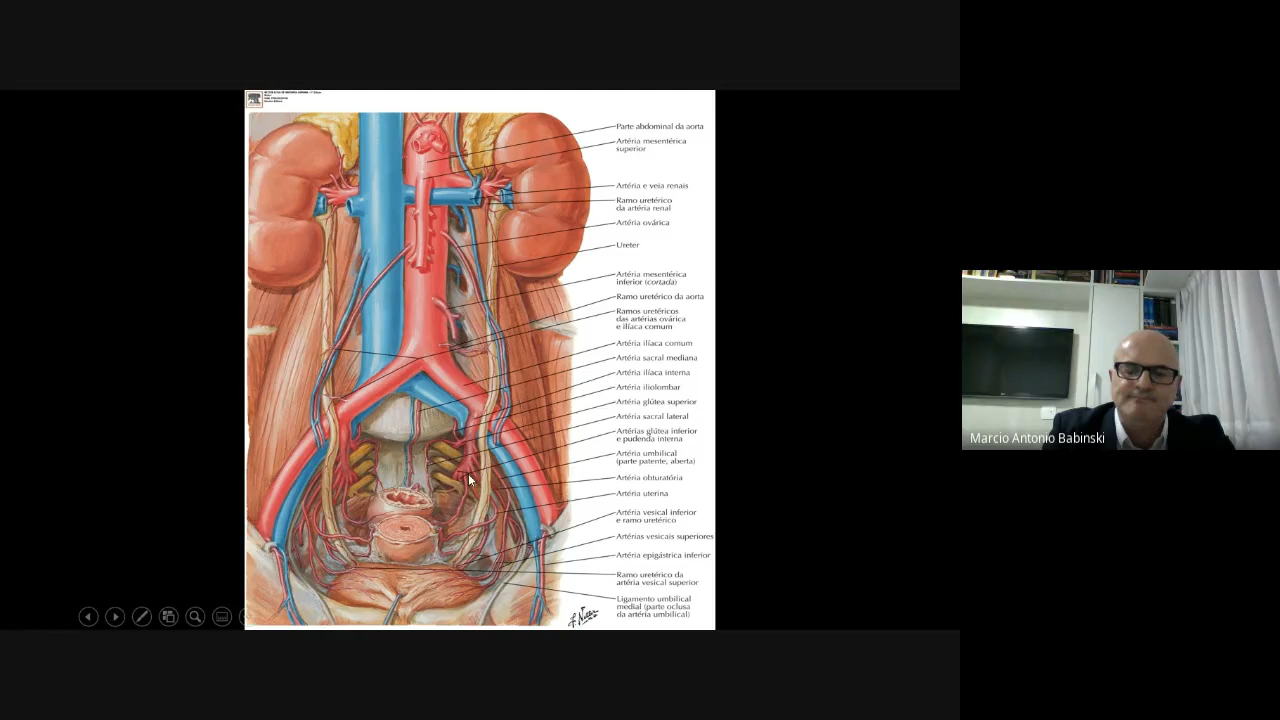 Parte abdominal da aorta
Artéria mesentérica
superior
Artéria e veia renais
Ramo uretérico
da artéria renal
Artéria ovárica
Ureter
Artéria mesentérica
inferior (cortada)
Ramo uretérico da aorta
Ramos uretéricos
das artérias ovárica
e ilíaca comum
Artéria ilíaca comum
Artéria sacral mediana
Artéria ilíaca interna
Artéria iliolombar
Artéria glútea superior
Artéria sacral lateral
Artérias glútea inferior
e pudenda interna
Artéria umbilical
(parte patente, aberta)
Artéria obturatória
Artéria uterina
Artéria vesical inferior
e ramo uretérico
Artérias vesicais superiores
Artéria epigástrica inferior
Ramo uretérico da
artéria vesical superior
Ligamento umbilical
medial (parte oclusa
da artéria umbilical)
Marcio Antonio Babinski